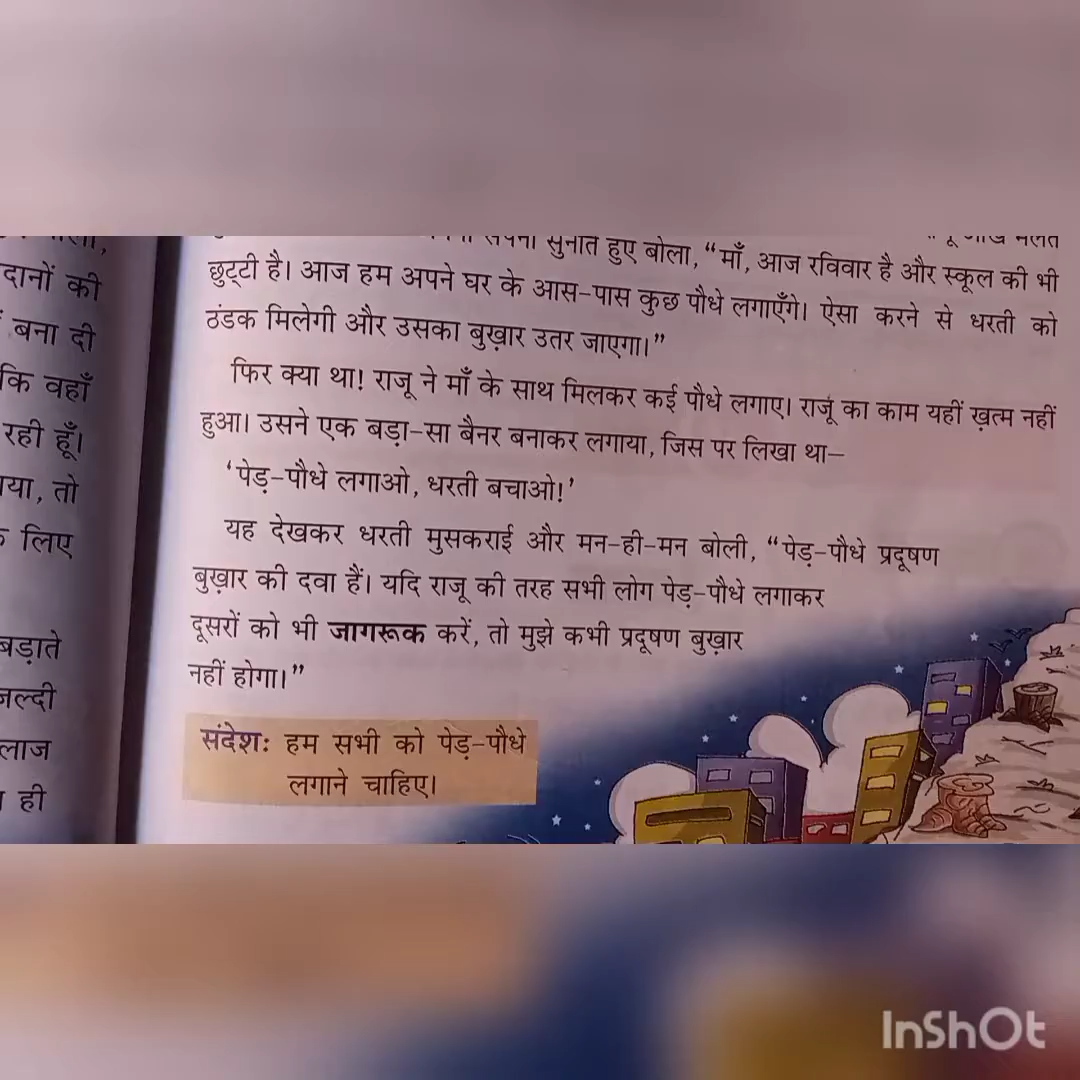 दानों की
बना दी
कि वहाँ
रही हूँ।
तो
लिए
जल्दी
ही
सुनाते हुए बोला, “माँ, आज रविवार है और स्कूल की भी
छुट्टी है। आज हम अपने घर के आस-पास कुछ पौधे लगाएँगे। ऐसा करने से धरती को
ठंडक मिलेगी और उसका बुख़ार उतर जाएगा।”
फिर क्या था! राजू ने माँ के साथ मिलकर कई पौधे लगाए। राजू का काम यहीं ख़त्म नहीं
हुआ। उसने एक बड़ा-सा बैनर बनाकर लगाया, जिस पर लिखा था–
‘पेड़-पौधे लगाओ, धरती बचाओ!’
यह देखकर धरती मुसकराई और मन-ही-मन बोली, “पेड़-पौधे प्रदूषण
बुख़ार की दवा हैं। यदि राजू की तरह सभी लोग पेड़-पौधे लगाकर
दूसरों को भी जागरूक करें, तो मुझे कभी प्रदूषण बुख़ार
नहीं होगा।”
संदेश: हम सभी को पेड़-पौधे
लगाने चाहिए।
InShOt